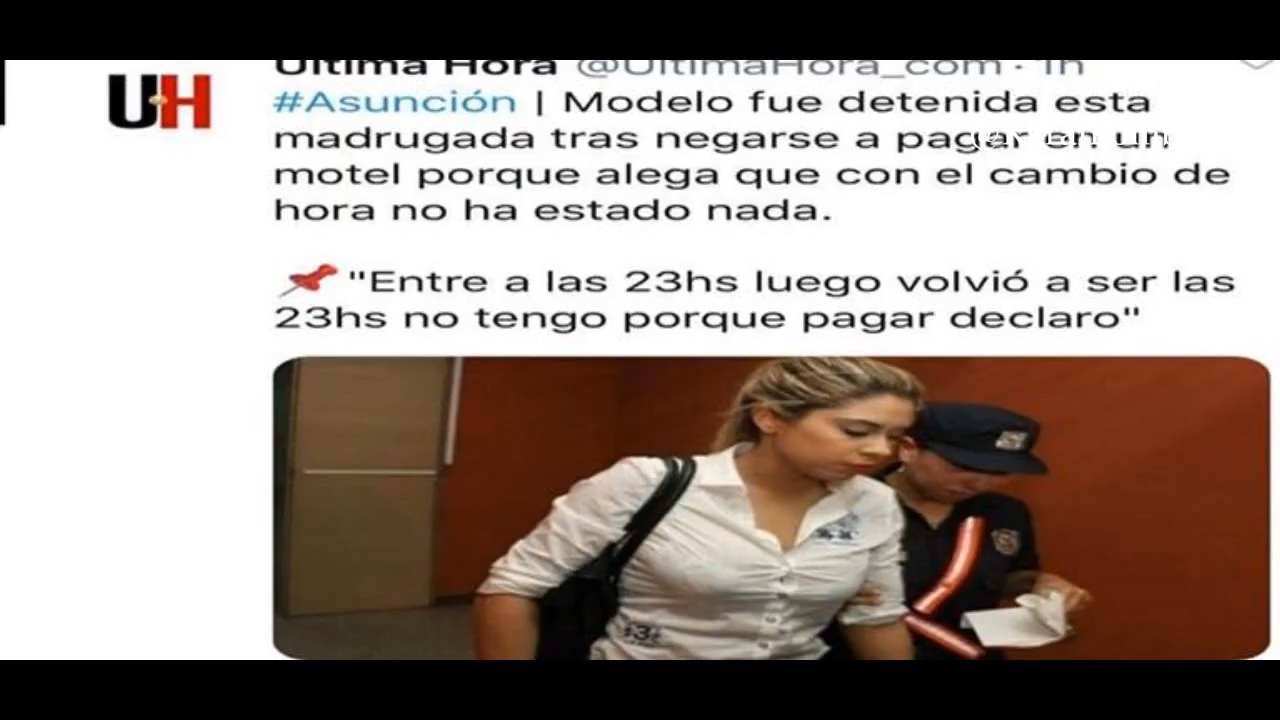 Última Hora @UltimaHora_com · 1h
UH
#Asunción | Modelo fue detenida esta
madrugada tras negarse a pagar en un
motel porque alega que con el cambio de
hora no ha estado nada.
"Entre a las 23hs luego volvió a ser las
23hs no tengo porque pagar declaro"
3